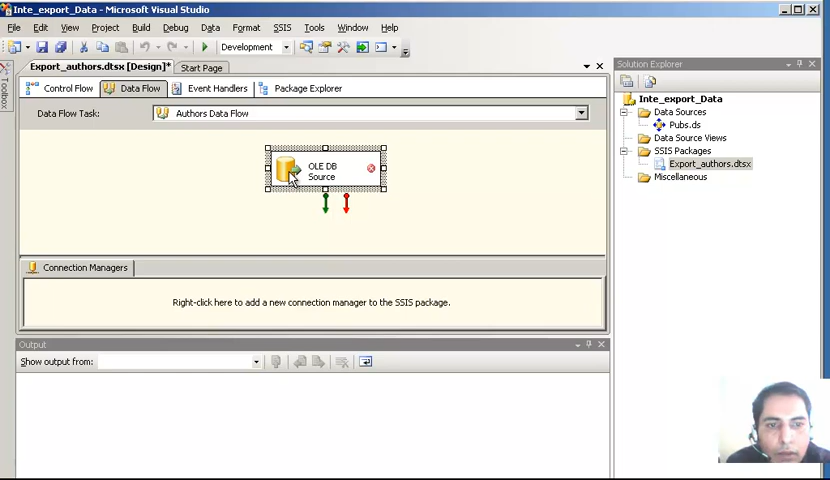 Inte_export_Data - Microsoft Visual Studio
File Edit View Project Build Debug Data Format SSIS Tools Window Help
Development
Export_authors.dtsx [Design]* Start Page
Control Flow Data Flow Event Handlers Package Explorer
Data Flow Task: Authors Data Flow
OLE DB
Source
Connection Managers
Right-click here to add a new connection manager to the SSIS package.
Output
Show output from:
Toolbox
Solution Explorer
Inte_export_Data
Data Sources
Pubs.ds
Data Source Views
SSIS Packages
Export_authors.dtsx
Miscellaneous